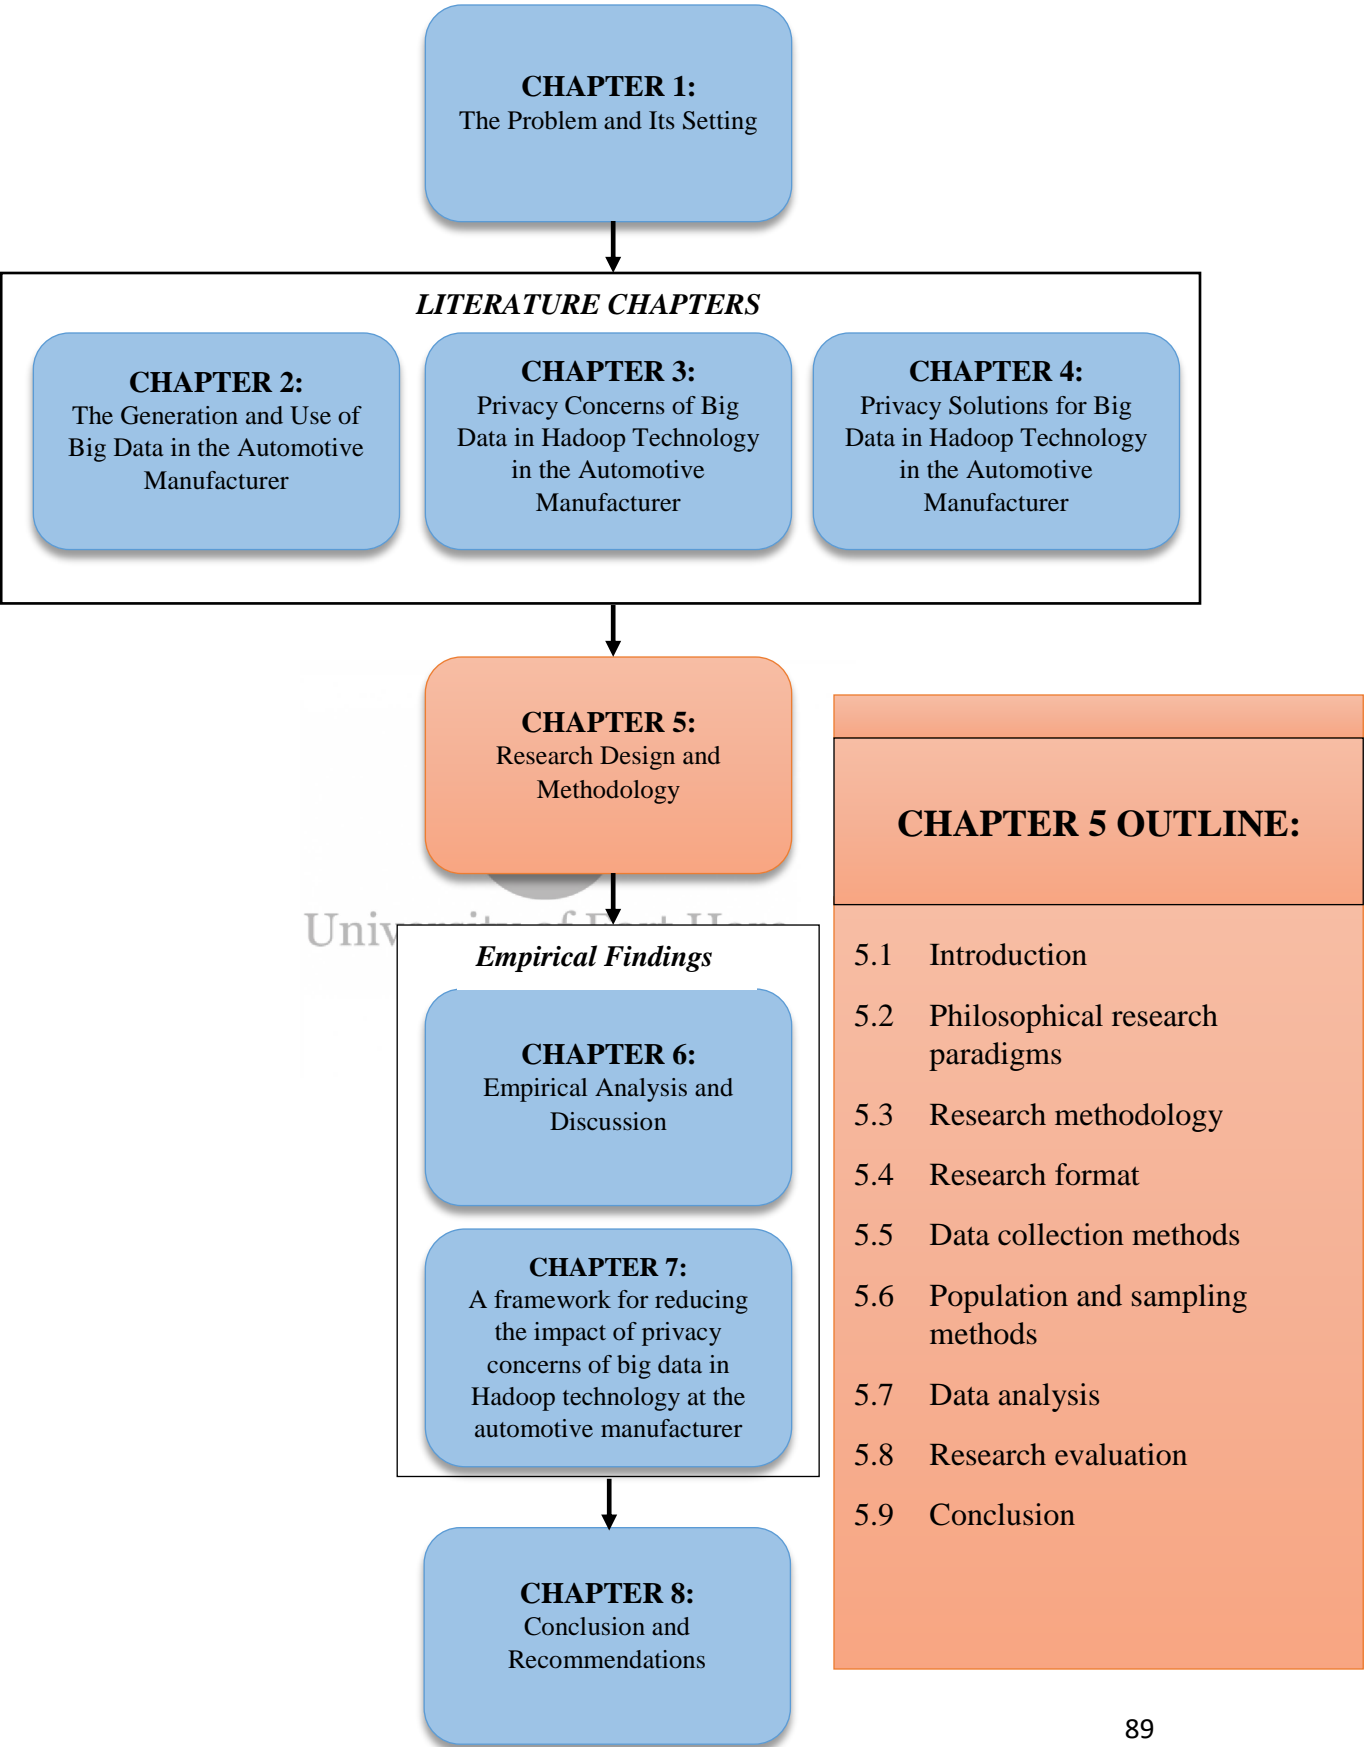 CHAPTER 1:
The Problem and Its Setting
LITERATURE CHAPTERS
CHAPTER 2:
The Generation and Use of
Big Data in the Automotive
Manufacturer
CHAPTER 3:
Privacy Concerns of Big
Data in Hadoop Technology
in the Automotive
Manufacturer
CHAPTER 4:
Privacy Solutions for Big
Data in Hadoop Technology
in the Automotive
Manufacturer
CHAPTER 5:
Research Design and
Methodology
University of Fort Hare
Empirical Findings
CHAPTER 6:
Empirical Analysis and
Discussion
CHAPTER 7:
A framework for reducing
the impact of privacy
concerns of big data in
Hadoop technology at the
automotive manufacturer
CHAPTER 8:
Conclusion and
Recommendations
CHAPTER 5 OUTLINE:
5.1 Introduction
5.2 Philosophical research
paradigms
5.3 Research methodology
5.4 Research format
5.5 Data collection methods
5.6 Population and sampling
methods
5.7 Data analysis
5.8 Research evaluation
5.9 Conclusion
89